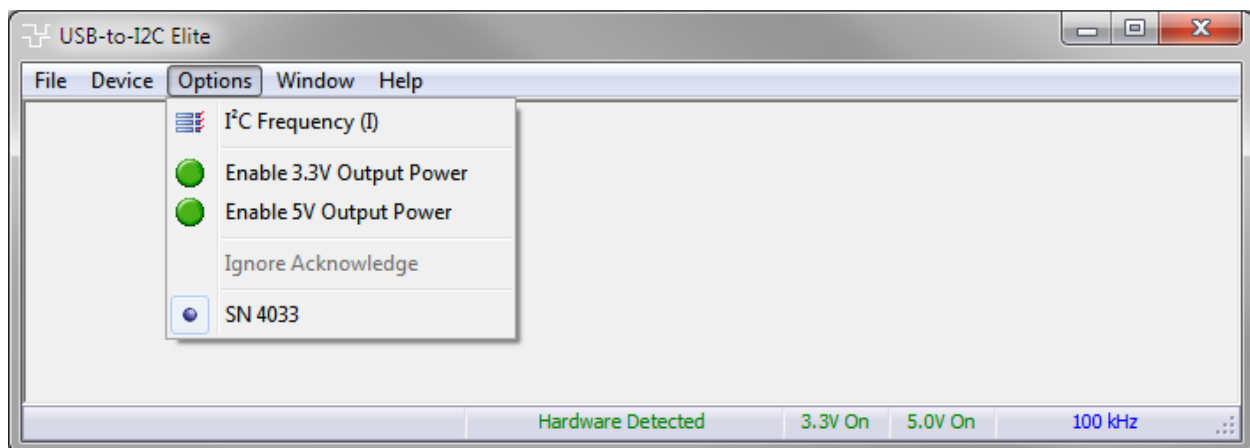 USB-to-I2C Elite
File Device Options Window Help
I²C Frequency (I)
Enable 3.3V Output Power
Enable 5V Output Power
Ignore Acknowledge
SN 4033
Hardware Detected 3.3V On 5.0V On 100 kHz